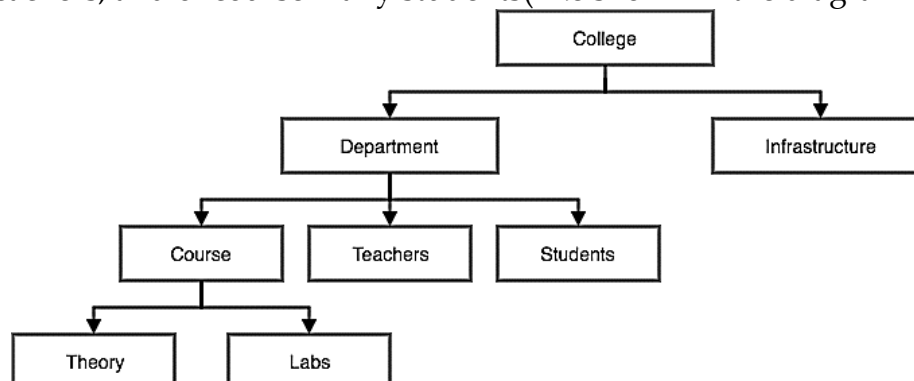 College
Department Infrastructure
Course Teachers Students
Theory Labs